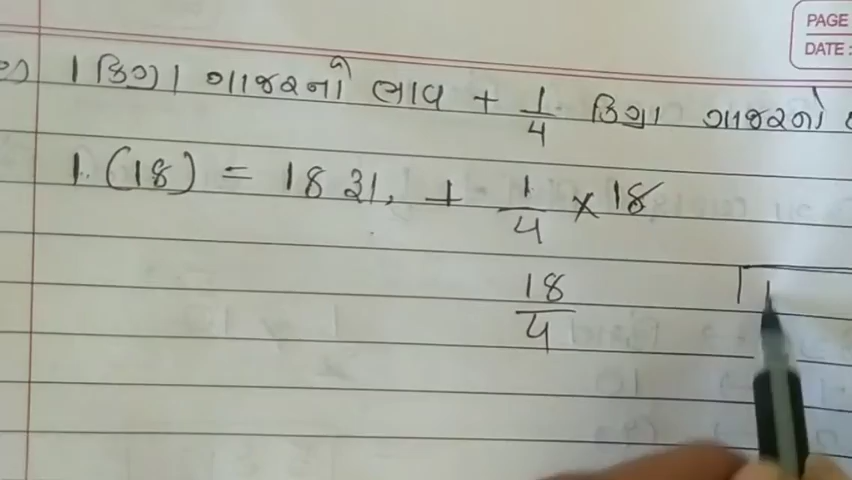 PAGE
DATE:
1 કિગ્રા ગાજરનો ભાવ + 1/4 કિગ્રા ગાજરનો
1. (18) = 18 રૂા. + 1/4 × 18
18/4